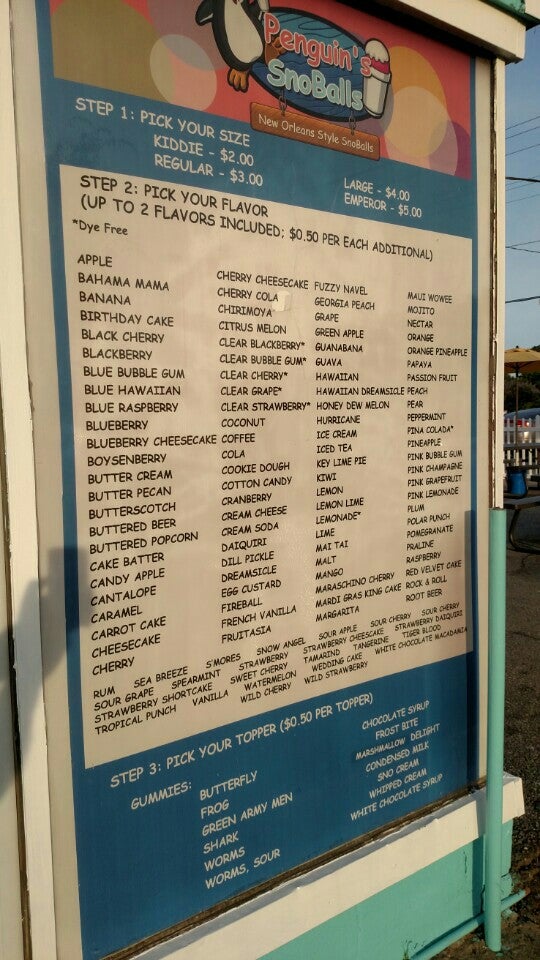 Penguin's
SnoBalls
New Orleans Style SnoBalls
STEP 1: PICK YOUR SIZE
KIDDIE - $2.00
REGULAR - $3.00
LARGE - $4.00
EMPEROR - $5.00
STEP 2: PICK YOUR FLAVOR
(UP TO 2 FLAVORS INCLUDED; $0.50 PER EACH ADDITIONAL)
*Dye Free
APPLE
BAHAMA MAMA
BANANA
BIRTHDAY CAKE
BLACK CHERRY
BLACKBERRY
BLUE BUBBLE GUM
BLUE HAWAIIAN
BLUE RASPBERRY
BLUEBERRY
BLUEBERRY CHEESECAKE
BOYSENBERRY
BUTTER CREAM
BUTTER PECAN
BUTTERSCOTCH
BUTTERED BEER
BUTTERED POPCORN
CAKE BATTER
CANDY APPLE
CANTALOPE
CARAMEL
CARROT CAKE
CHEESECAKE
CHERRY
CHERRY CHEESECAKE
CHERRY COLA
CHIRIMOYA
CITRUS MELON
CLEAR BLACKBERRY*
CLEAR BUBBLE GUM*
CLEAR CHERRY*
CLEAR GRAPE*
CLEAR STRAWBERRY*
COCONUT
COFFEE
COLA
COOKIE DOUGH
COTTON CANDY
CRANBERRY
CREAM CHEESE
CREAM SODA
DAIQUIRI
DILL PICKLE
DREAMSICLE
EGG CUSTARD
FIREBALL
FRENCH VANILLA
FRUITASIA
FUZZY NAVEL
GEORGIA PEACH
GRAPE
GREEN APPLE
GUANABANA
GUAVA
HAWAIIAN
HAWAIIAN DREAMSICLE
HONEY DEW MELON
HURRICANE
ICE CREAM
ICED TEA
KEY LIME PIE
KIWI
LEMON
LEMON LIME
LEMONADE*
LIME
MAI TAI
MALT
MANGO
MARASCHINO CHERRY
MARDI GRAS KING CAKE
MARGARITA
MAUI WOWEE
MOJITO
NECTAR
ORANGE
ORANGE PINEAPPLE
PAPAYA
PASSION FRUIT
PEACH
PEAR
PEPPERMINT
PINA COLADA*
PINEAPPLE
PINK BUBBLE GUM
PINK CHAMPAGNE
PINK GRAPEFRUIT
PINK LEMONADE
PLUM
POLAR PUNCH
POMEGRANATE
PRALINE
RASPBERRY
RED VELVET CAKE
ROCK & ROLL
ROOT BEER
RUM SEA BREEZE S'MORES SNOW ANGEL SOUR APPLE SOUR CHERRY SOUR CHERRY
SOUR GRAPE SPEARMINT STRAWBERRY STRAWBERRY CHEESCAKE STRAWBERRY DAIQUIRI
STRAWBERRY SHORTCAKE SWEET CHERRY TAMARIND TANGERINE TIGER BLOOD
TROPICAL PUNCH VANILLA WATERMELON WEDDING CAKE WHITE CHOCOLATE MACADAMIA
WILD CHERRY WILD STRAWBERRY
STEP 3: PICK YOUR TOPPER ($0.50 PER TOPPER)
GUMMIES:
BUTTERFLY
FROG
GREEN ARMY MEN
SHARK
WORMS
WORMS, SOUR
CHOCOLATE SYRUP
FROST BITE
MARSHMALLOW DELIGHT
CONDENSED MILK
SNO CREAM
WHIPPED CREAM
WHITE CHOCOLATE SYRUP